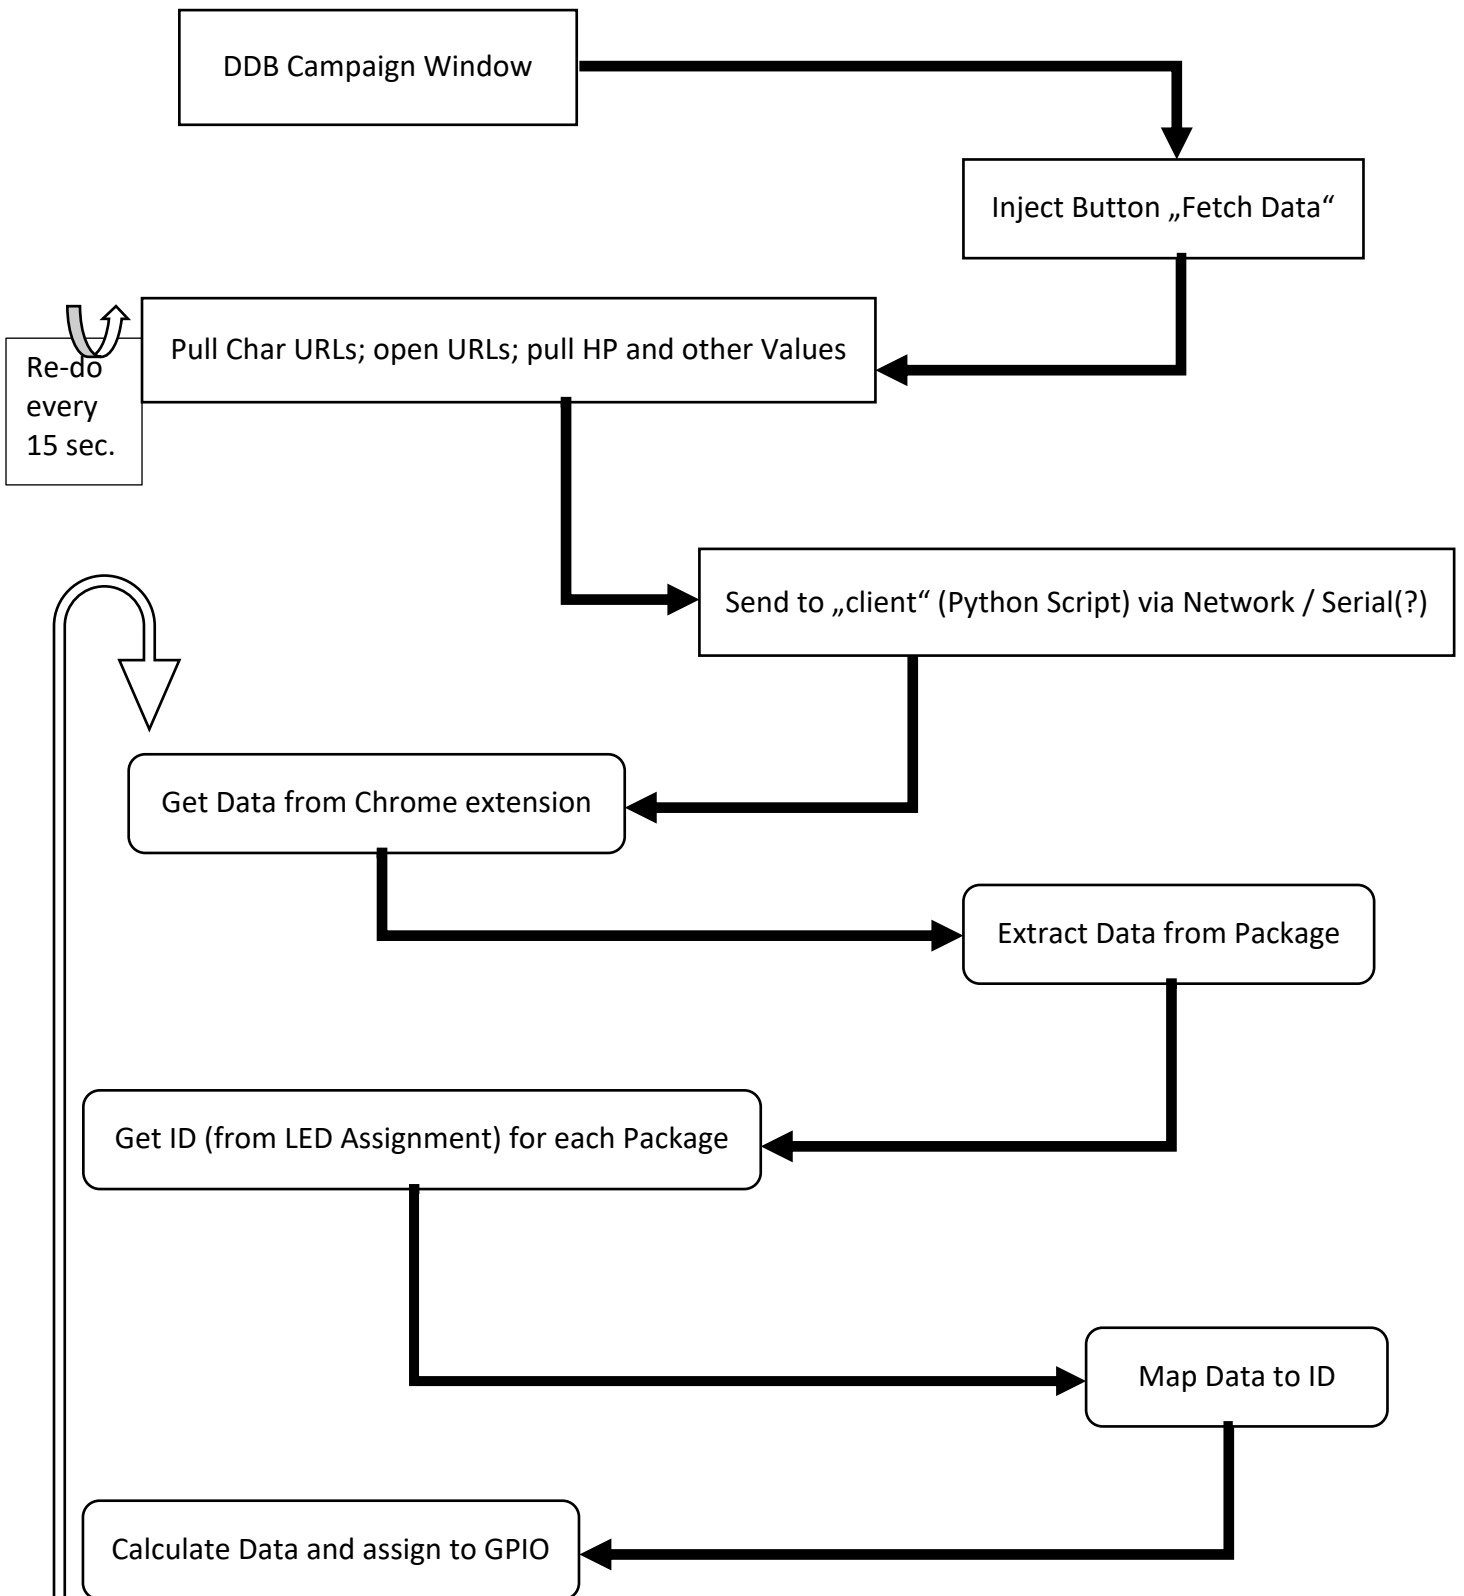 DDB Campaign Window
Inject Button „Fetch Data“
Pull Char URLs; open URLs; pull HP and other Values
Re-do
every
15 sec.
Send to „client“ (Python Script) via Network / Serial(?)
Get Data from Chrome extension
Extract Data from Package
Get ID (from LED Assignment) for each Package
Map Data to ID
Calculate Data and assign to GPIO